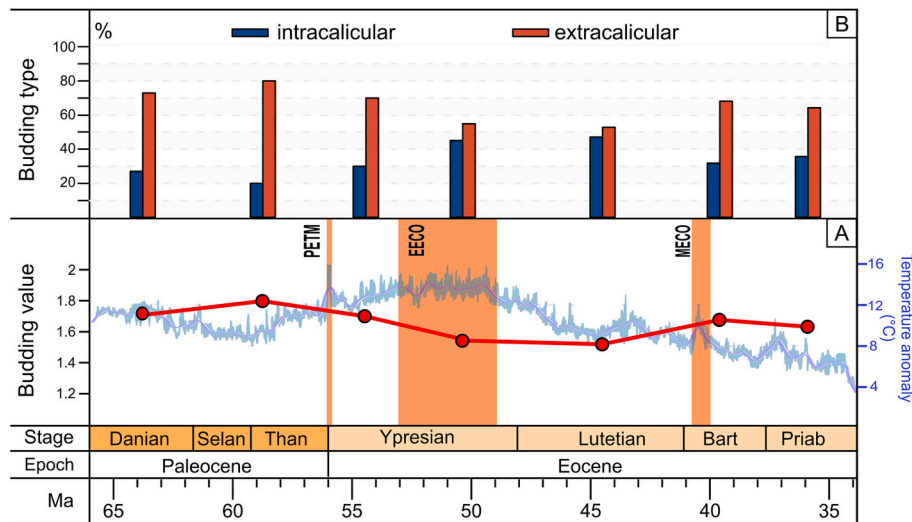 B
% intracalicular extracalicular
Budding type
100
80
60
40
20
A
PETM
EECO
MECO
Budding value
2
1.8
1.6
1.4
1.2
16
12
8
4
Temperature anomaly
(°C)
Stage Danian Selan Than Ypresian Lutetian Bart Priab
Epoch Paleocene Eocene
Ma 65 60 55 50 45 40 35